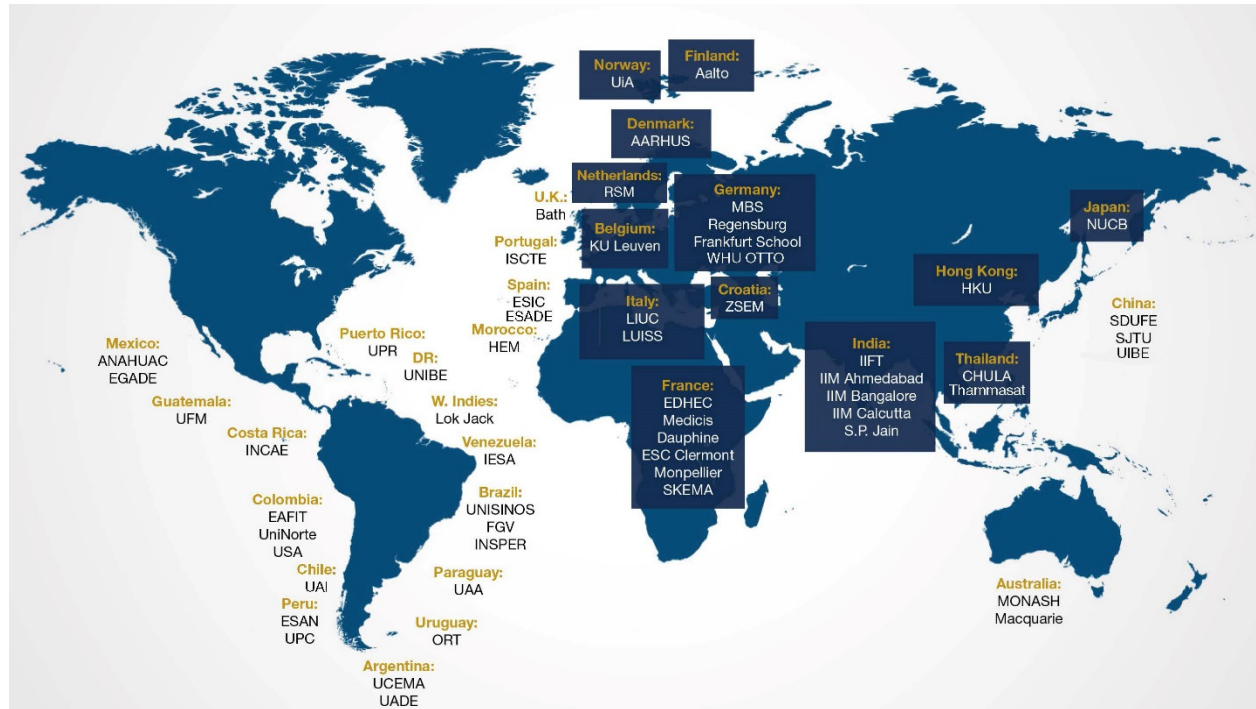 Norway:
UiA
Finland:
Aalto
Denmark:
AARHUS
Netherlands:
RSM
U.K.:
Bath
Belgium:
KU Leuven
Germany:
MBS
Regensburg
Frankfurt School
WHU OTTO
Japan:
NUCB
Portugal:
ISCTE
Spain:
ESIC
ESADE
Italy:
LIUC
LUISS
Croatia:
ZSEM
Hong Kong:
HKU
China:
SDUFE
SJTU
UIBE
Morocco:
HEM
Mexico:
ANAHUAC
EGADE
Puerto Rico:
UPR
DR:
UNIBE
India:
IIFT
IIM Ahmedabad
IIM Bangalore
IIM Calcutta
S.P. Jain
Thailand:
CHULA
Thammasat
France:
EDHEC
Medicis
Dauphine
ESC Clermont
Monpellier
SKEMA
Guatemala:
UFM
W. Indies:
Lok Jack
Costa Rica:
INCAE
Venezuela:
IESA
Colombia:
EAFIT
UniNorte
USA
Brazil:
UNISINOS
FGV
INSPER
Chile:
UAI
Paraguay:
UAA
Peru:
ESAN
UPC
Uruguay:
ORT
Australia:
MONASH
Macquarie
Argentina:
UCEMA
UADE